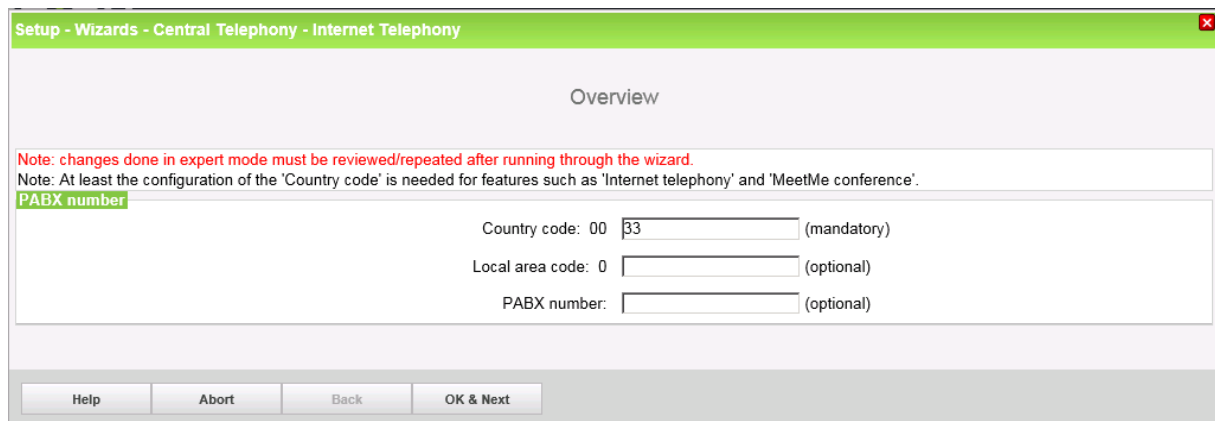 Setup - Wizards - Central Telephony - Internet Telephony
Overview
Note: changes done in expert mode must be reviewed/repeated after running through the wizard.
Note: At least the configuration of the 'Country code' is needed for features such as 'Internet telephony' and 'MeetMe conference'.
PABX number
Country code: 00 33 (mandatory)
Local area code: 0 (optional)
PABX number: (optional)
Help Abort Back OK & Next